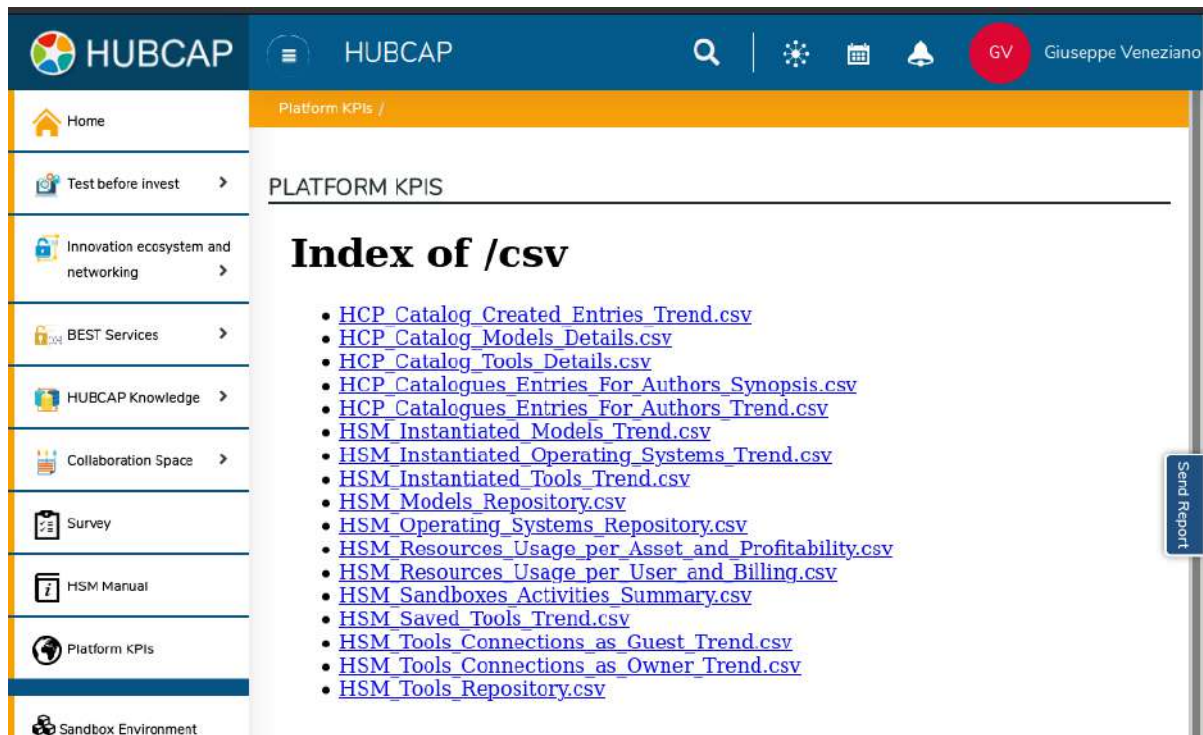 HUBCAP
HUBCAP
GV
Giuseppe Veneziano
Home
Test before invest
Innovation ecosystem and
networking
BEST Services
HUBCAP Knowledge
Collaboration Space
Survey
HSM Manual
Platform KPIs
Sandbox Environment
Platform KPIs /
PLATFORM KPIS
Index of /csv
HCP_Catalog_Created_Entries_Trend.csv
HCP_Catalog_Models_Details.csv
HCP_Catalog_Tools_Details.csv
HCP_Catalogues_Entries_For_Authors_Synopsis.csv
HCP_Catalogues_Entries_For_Authors_Trend.csv
HSM_Instantiated_Models_Trend.csv
HSM_Instantiated_Operating_Systems_Trend.csv
HSM_Instantiated_Tools_Trend.csv
HSM_Models_Repository.csv
HSM_Operating_Systems_Repository.csv
HSM_Resources_Usage_per_Asset_and_Profitability.csv
HSM_Resources_Usage_per_User_and_Billing.csv
HSM_Sandboxes_Activities_Summary.csv
HSM_Saved_Tools_Trend.csv
HSM_Tools_Connections_as_Guest_Trend.csv
HSM_Tools_Connections_as_Owner_Trend.csv
HSM_Tools_Repository.csv
Send Report